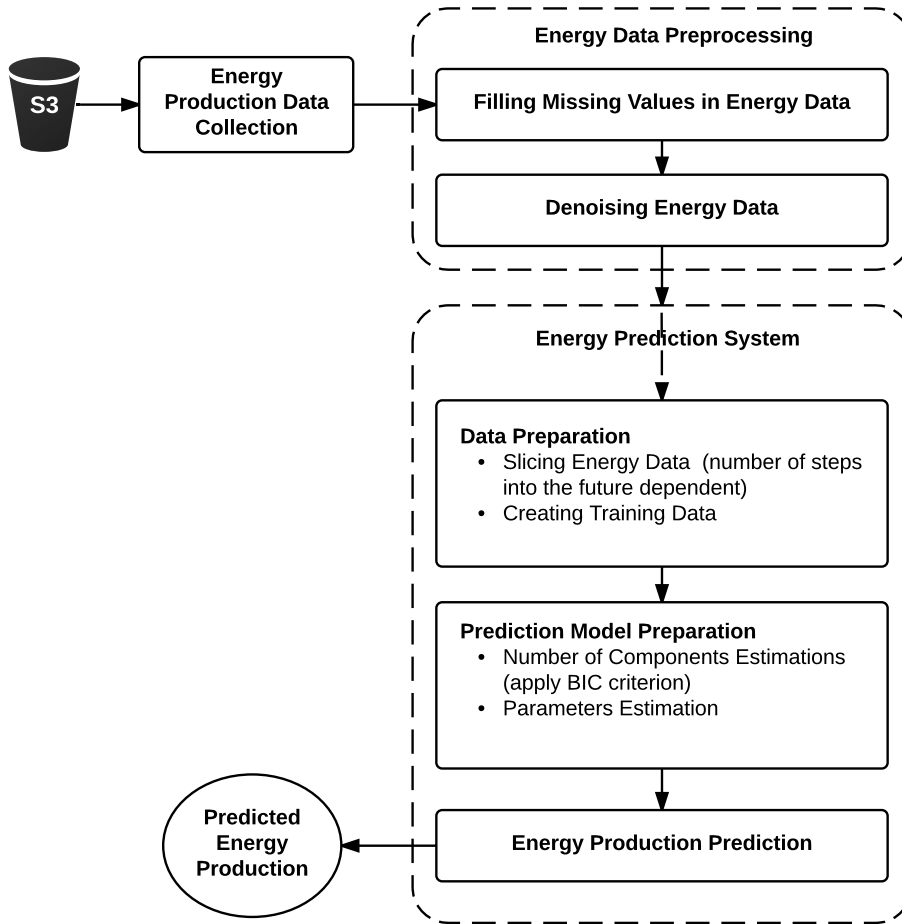 Energy Data Preprocessing
S3
Energy
Production Data
Collection
Filling Missing Values in Energy Data
Denoising Energy Data
Energy Prediction System
Data Preparation
• Slicing Energy Data  (number of steps
into the future dependent)
• Creating Training Data
Prediction Model Preparation
• Number of Components Estimations
(apply BIC criterion)
• Parameters Estimation
Energy Production Prediction
Predicted
Energy
Production